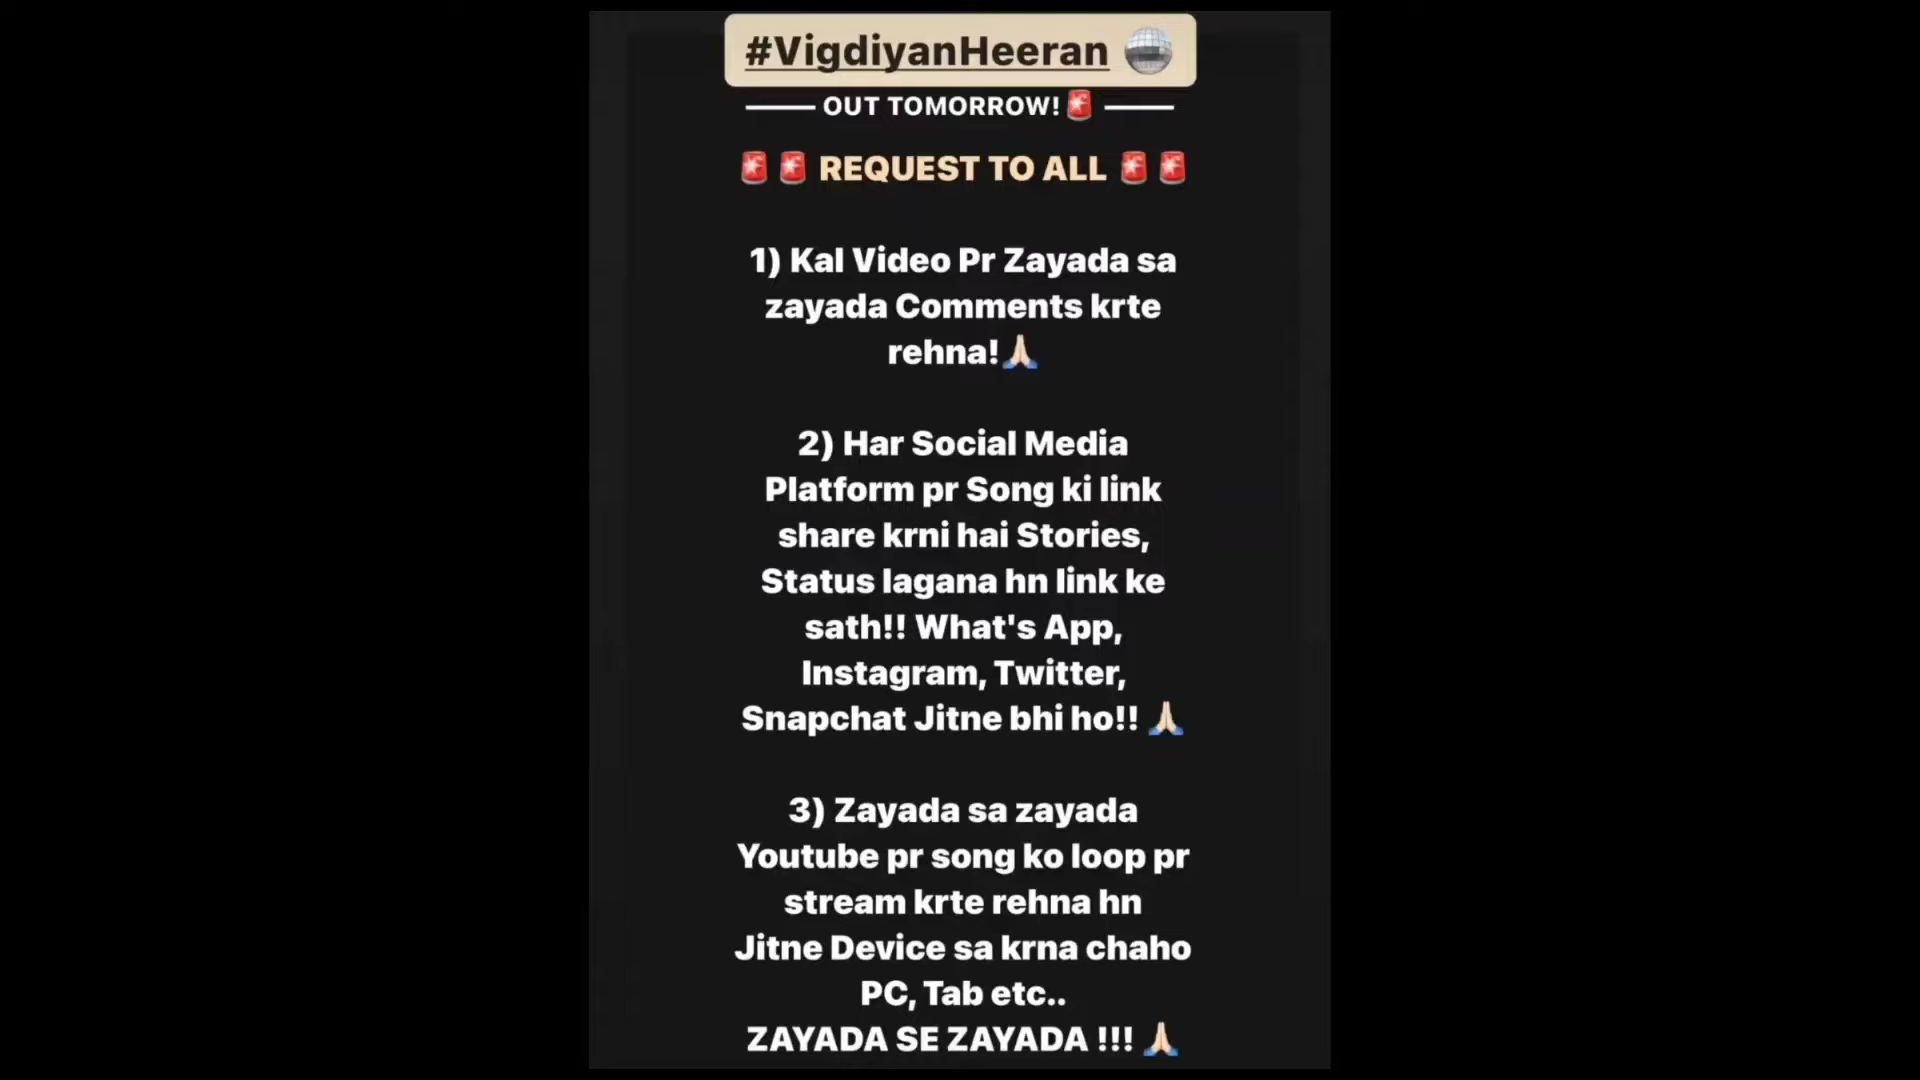 #VigdiyanHeeran 🪩
OUT TOMORROW!🚨
🚨🚨 REQUEST TO ALL 🚨🚨
1) Kal Video Pr Zayada sa
zayada Comments krte
rehna!🙏🏻
2) Har Social Media
Platform pr Song ki link
share krni hai Stories,
Status lagana hn link ke
sath!! What's App,
Instagram, Twitter,
Snapchat Jitne bhi ho!! 🙏🏻
3) Zayada sa zayada
Youtube pr song ko loop pr
stream krte rehna hn
Jitne Device sa krna chaho
PC, Tab etc..
ZAYADA SE ZAYADA !!! 🙏🏻